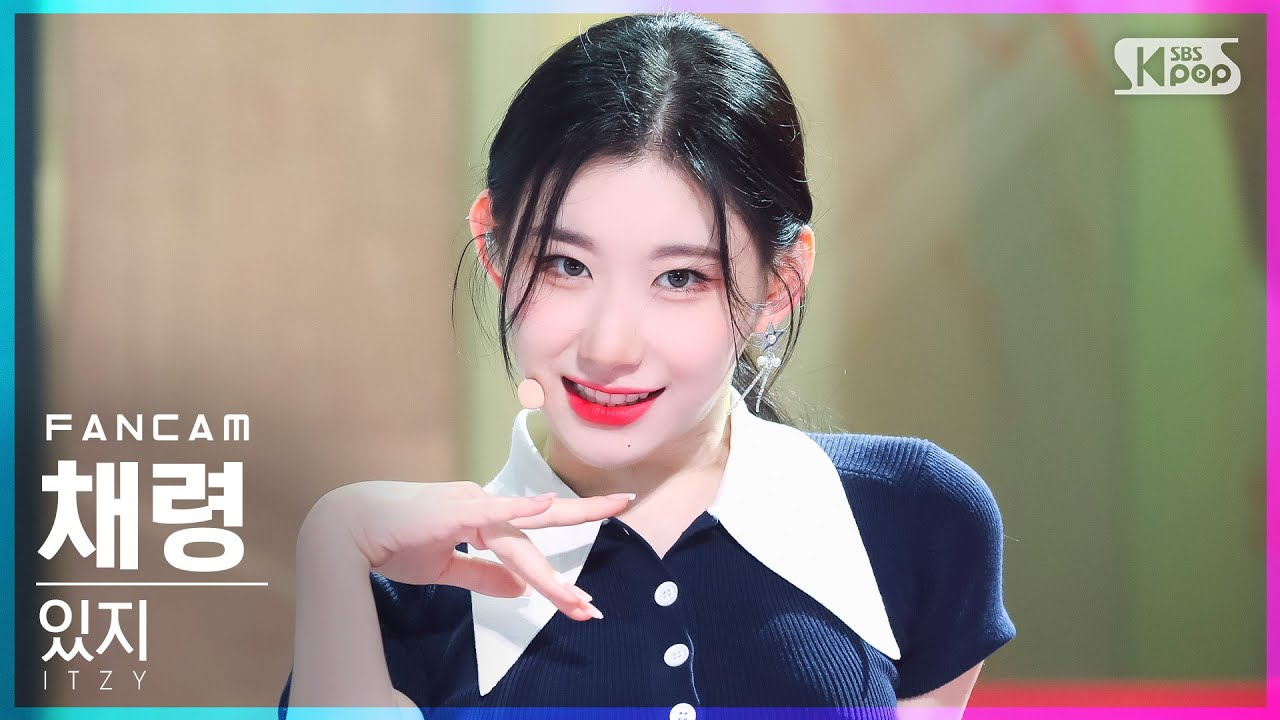 SBS
Kpop
FANCAM
채령
있지
ITZY